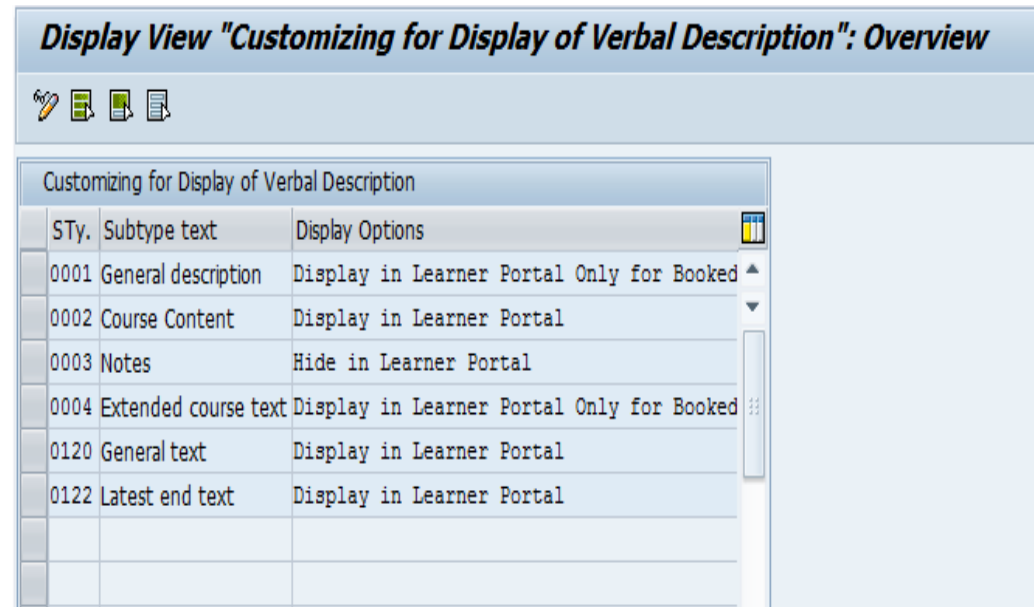 Display View "Customizing for Display of Verbal Description": Overview
Customizing for Display of Verbal Description
STy. Subtype text Display Options
0001 General description Display in Learner Portal Only for Booked
0002 Course Content Display in Learner Portal
0003 Notes Hide in Learner Portal
0004 Extended course text Display in Learner Portal Only for Booked
0120 General text Display in Learner Portal
0122 Latest end text Display in Learner Portal